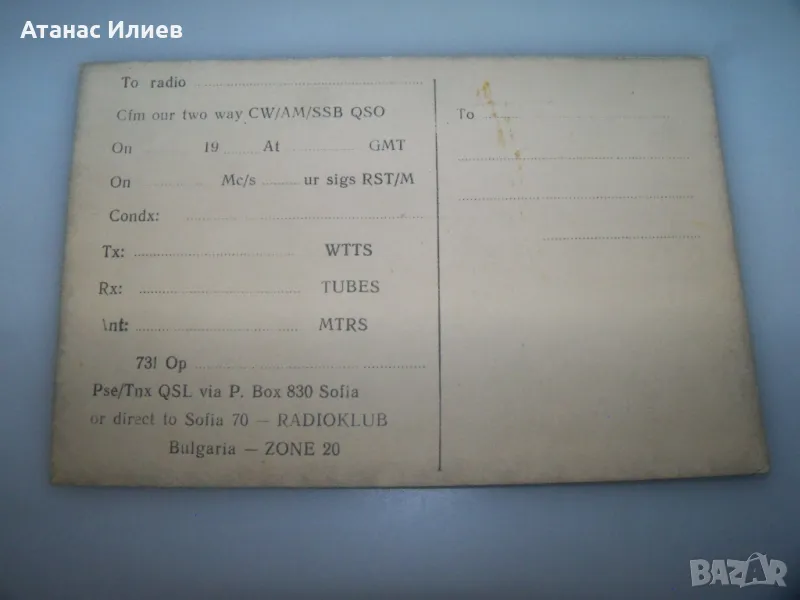 Атанас Илиев
To radio
Cfm our two way CW/AM/SSB QSO
On 19 At GMT
On Mc/s ur sigs RST/M
Condx:
Tx: WTTS
Rx: TUBES
Ant: MTRS
73! Op
Pse/Tnx QSL via P. Box 830 Sofia
or direct to Sofia 70 — RADIOKLUB
Bulgaria — ZONE 20
To
BAZAR